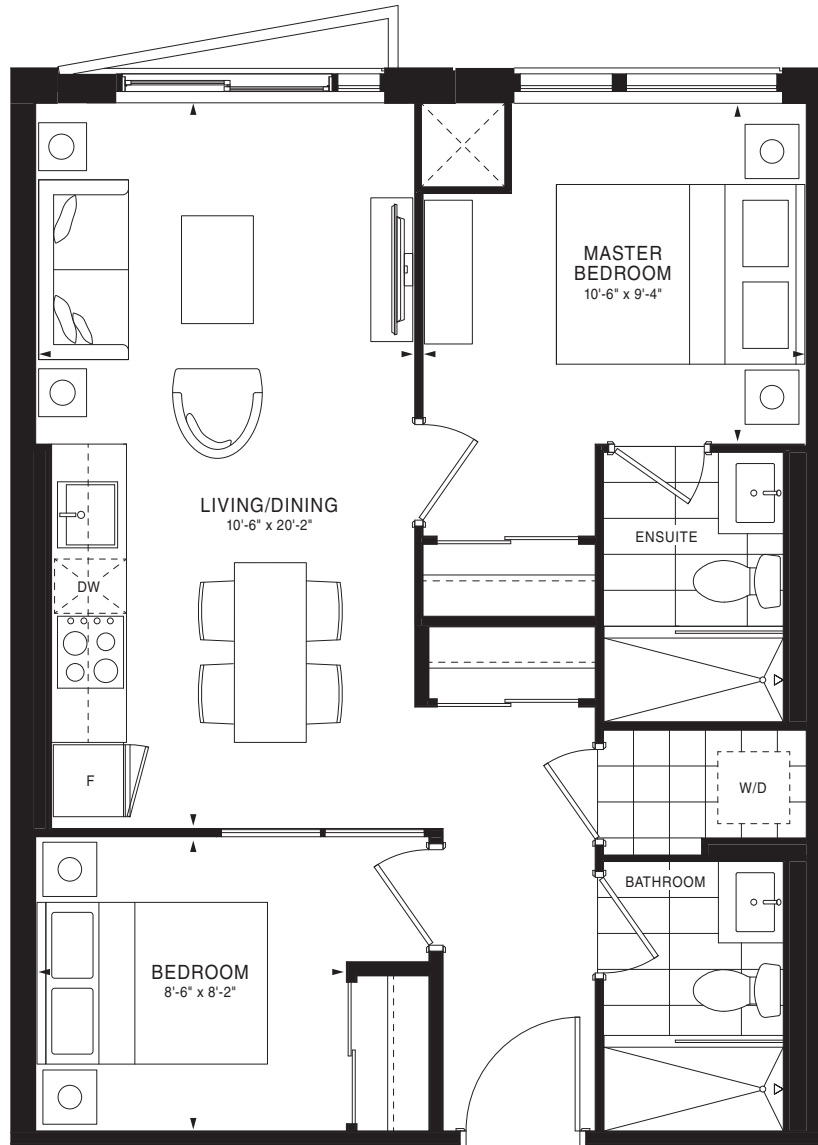 MASTER
BEDROOM
10'-6" x 9'-4"
LIVING/DINING
10'-6" x 20'-2"
ENSUITE
DW
F
W/D
BATHROOM
BEDROOM
8'-6" x 8'-2"